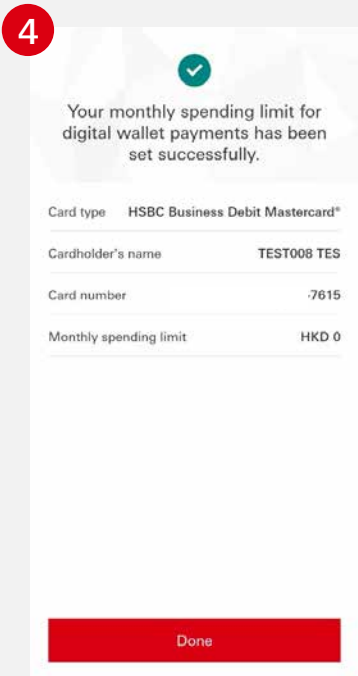 4
Your monthly spending limit for
digital wallet payments has been
set successfully.
Card type HSBC Business Debit Mastercard®
Cardholder's name TEST008 TES
Card number -7615
Monthly spending limit HKD 0
Done